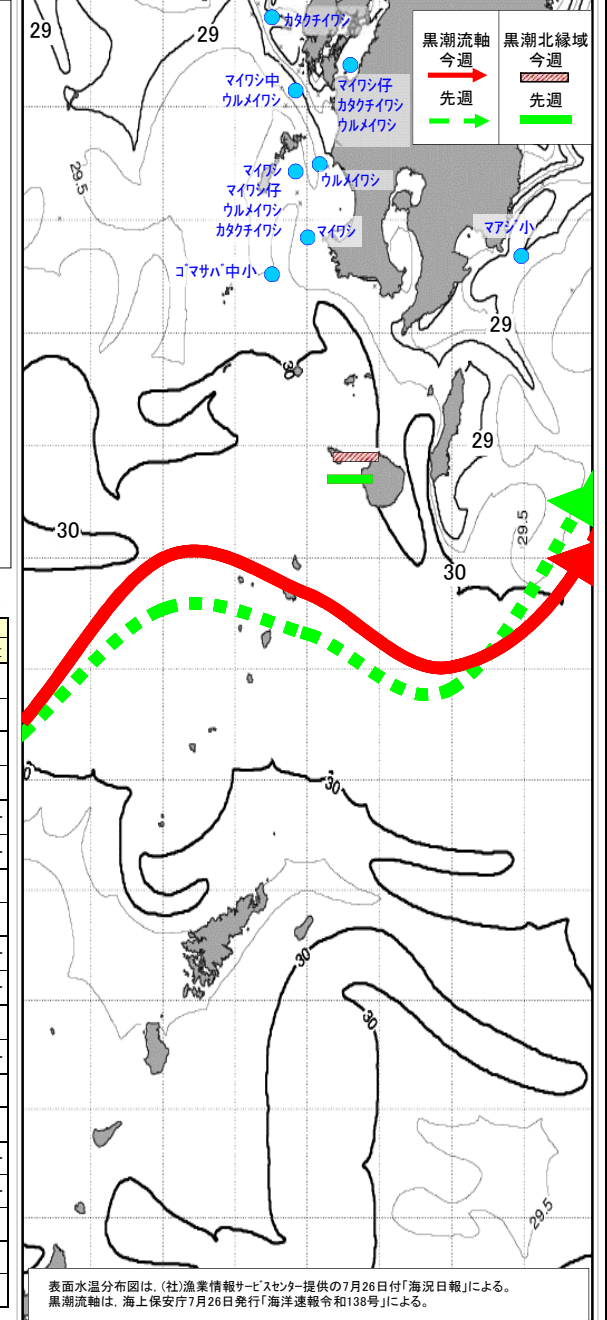 29
29
カタクチイワシ
黒潮流軸
今週
先週
黒潮北縁域
今週
先週
マイワシ中
ウルメイワシ
マイワシ仔
カタクチイワシ
ウルメイワシ
29.5
マイワシ
マイワシ仔
ウルメイワシ
カタクチイワシ
ウルメイワシ
マイワシ
マアジ小
ゴマサバ中小
29
30
29
29.5
30
30
30
30
30
29.5
表面水温分布図は, (社)漁業情報サービスセンター提供の7月26日付「海況日報」による。
黒潮流軸は, 海上保安庁7月26日発行「海洋速報令和138号」による。